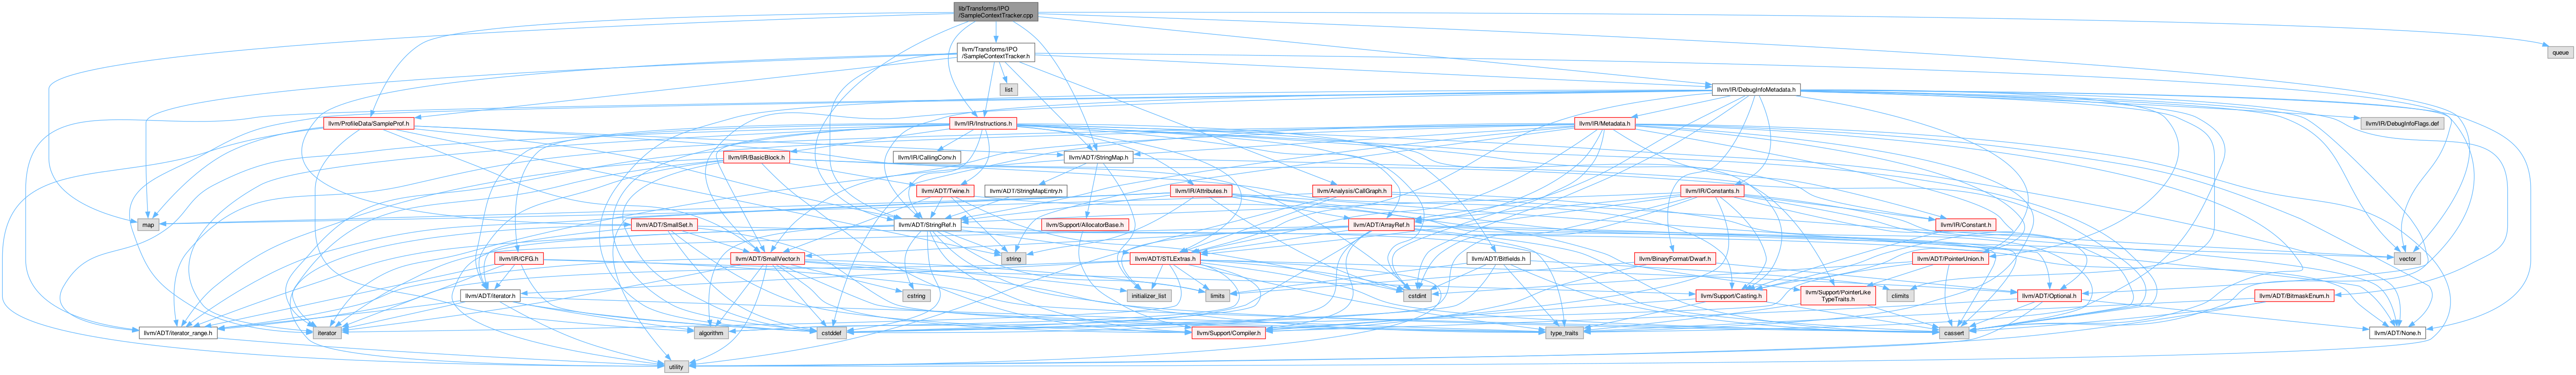 lib/Transforms/IPO
/SampleContextTracker.cpp
llvm/Transforms/IPO
/SampleContextTracker.h
queue
list
llvm/IR/DebugInfoMetadata.h
llvm/ProfileData/SampleProf.h
llvm/IR/Instructions.h
llvm/IR/Metadata.h
llvm/IR/DebugInfoFlags.def
llvm/IR/BasicBlock.h
llvm/IR/CallingConv.h
llvm/ADT/StringMap.h
llvm/ADT/Twine.h
llvm/ADT/StringMapEntry.h
llvm/IR/Attributes.h
llvm/Analysis/CallGraph.h
llvm/IR/Constants.h
map
llvm/ADT/SmallSet.h
llvm/ADT/StringRef.h
llvm/Support/AllocatorBase.h
llvm/ADT/ArrayRef.h
llvm/IR/Constant.h
llvm/IR/CFG.h
llvm/ADT/SmallVector.h
string
llvm/ADT/STLExtras.h
llvm/ADT/Bitfields.h
llvm/BinaryFormat/Dwarf.h
llvm/ADT/PointerUnion.h
vector
llvm/ADT/iterator.h
cstring
initializer_list
limits
cstdint
llvm/Support/Casting.h
llvm/Support/PointerLike
TypeTraits.h
climits
llvm/ADT/Optional.h
llvm/ADT/BitmaskEnum.h
llvm/ADT/iterator_range.h
iterator
algorithm
cstddef
llvm/Support/Compiler.h
type_traits
cassert
llvm/ADT/None.h
utility